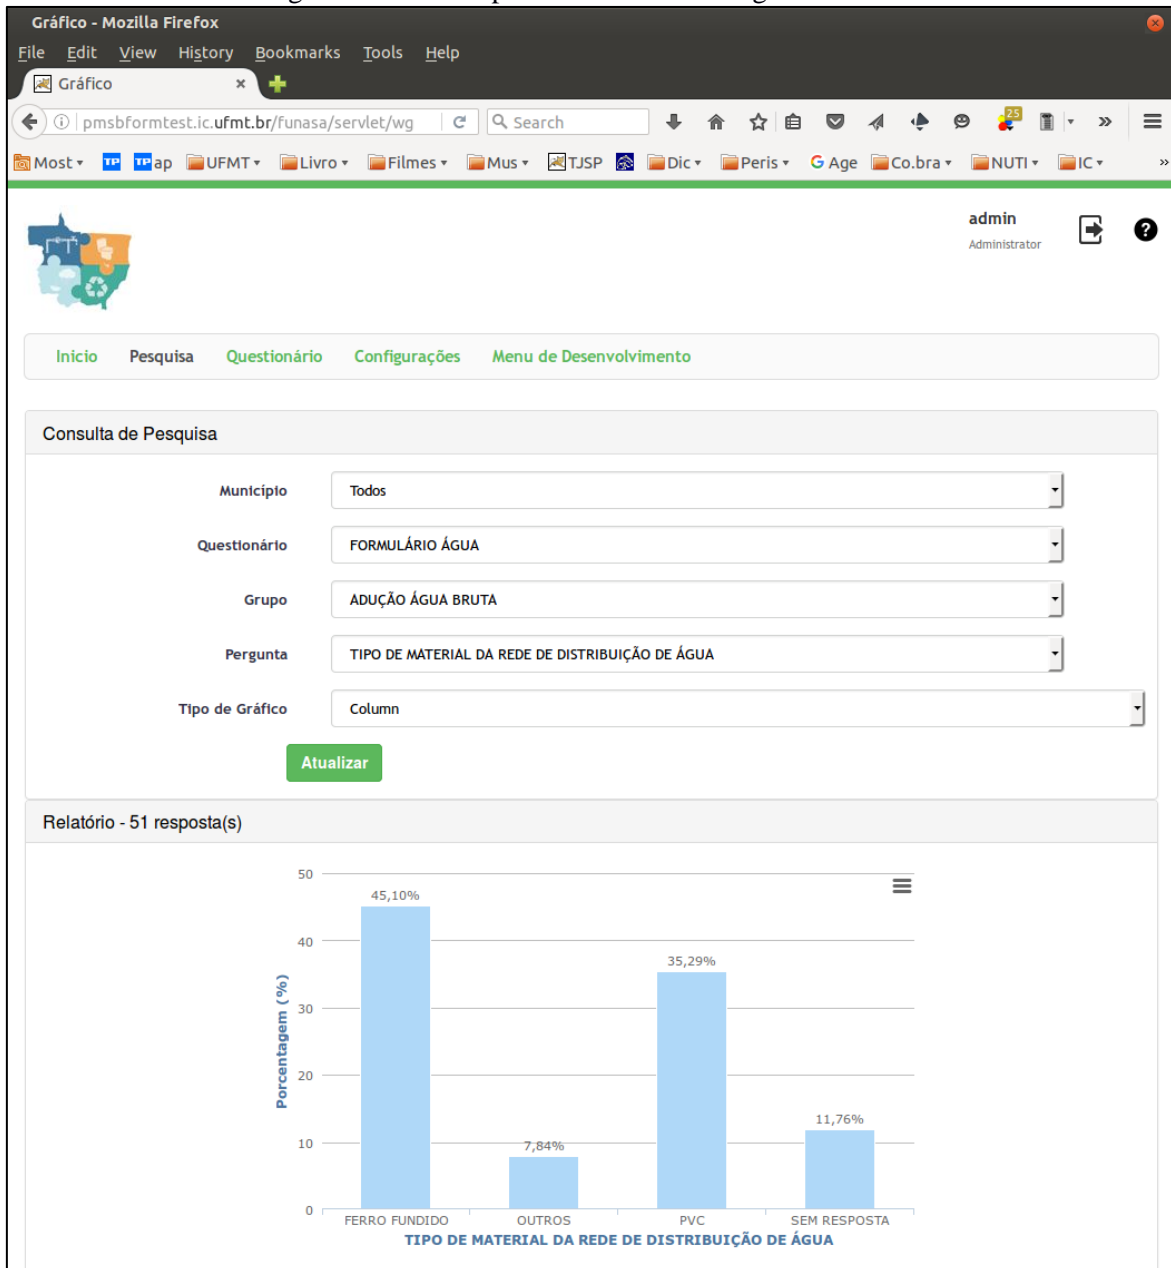 Gráfico - Mozilla Firefox
File Edit View History Bookmarks Tools Help
Gráfico
pmsbformtest.ic.ufmt.br/funasa/servlet/wg Search 25
Most TP TP ap UFMT Livro Filmes Mus TJSP Dic Peris G Age Co.bra NUTI IC
admin
Administrator
Inicio Pesquisa Questionário Configurações Menu de Desenvolvimento
Consulta de Pesquisa
Município Todos
Questionário FORMULÁRIO ÁGUA
Grupo ADUÇÃO ÁGUA BRUTA
Pergunta TIPO DE MATERIAL DA REDE DE DISTRIBUIÇÃO DE ÁGUA
Tipo de Gráfico Column
Atualizar
Relatório - 51 resposta(s)
50
45,10%
40
35,29%
30
Porcentagem (%)
20
11,76%
10
7,84%
0
FERRO FUNDIDO OUTROS PVC SEM RESPOSTA
TIPO DE MATERIAL DA REDE DE DISTRIBUIÇÃO DE ÁGUA